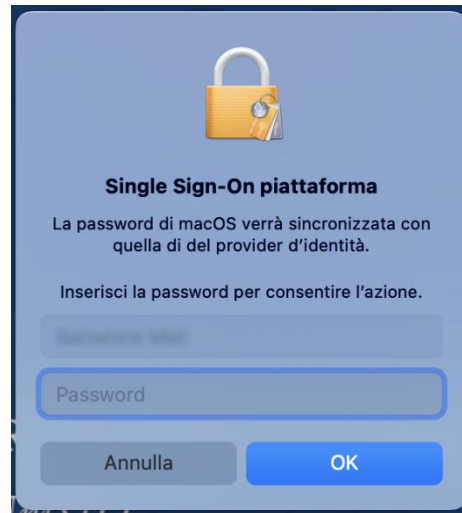 Single Sign-On piattaforma
La password di macOS verrà sincronizzata con
quella di del provider d'identità.
Inserisci la password per consentire l'azione.
Password
Annulla
OK